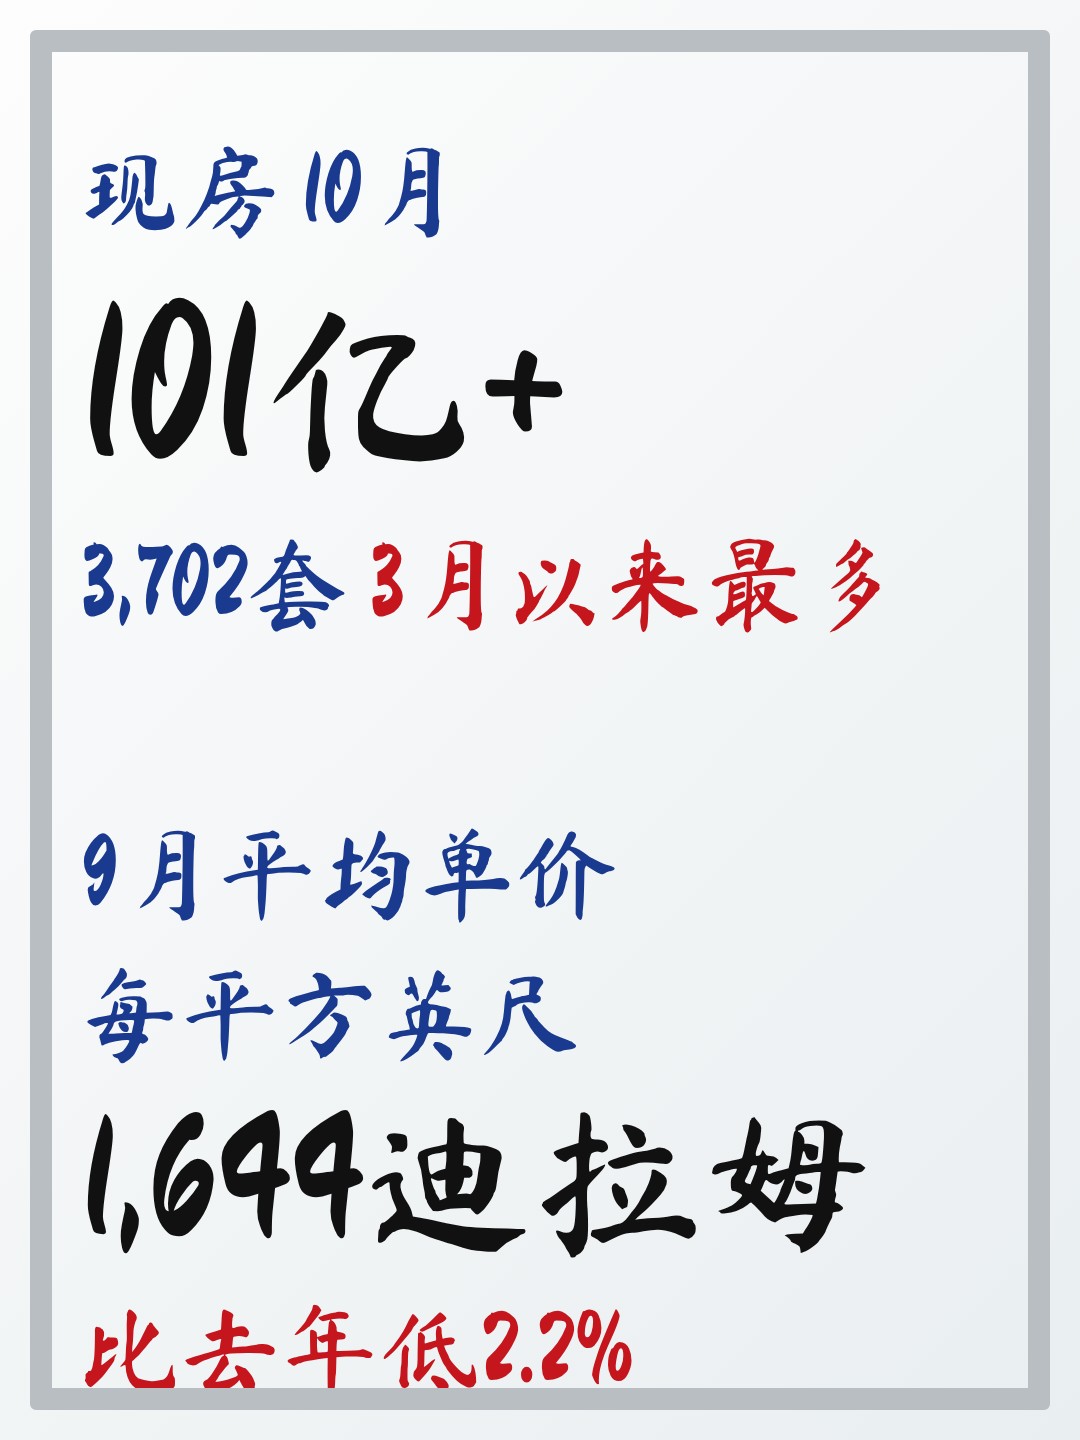 现房10月
101亿+
3,702套 3月以来最多
9月平均单价
每平方英尺
1,644迪拉姆
比去年低2.2%